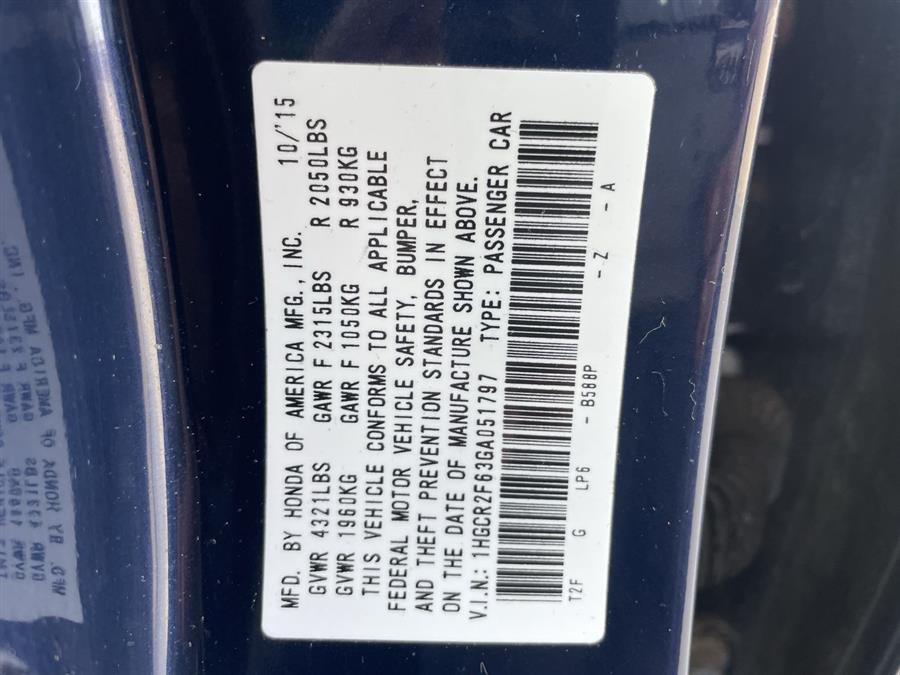 MFD. BY HONDA OF AMERICA MFG., INC. 10/'15
GVWR 4321LBS GAWR F 2315LBS R 2050LBS
GVWR 1960KG GAWR F 1050KG R 930KG
THIS VEHICLE CONFORMS TO ALL APPLICABLE
FEDERAL MOTOR VEHICLE SAFETY, BUMPER,
AND THEFT PREVENTION STANDARDS IN EFFECT
ON THE DATE OF MANUFACTURE SHOWN ABOVE.
V.I.N.: 1HGCR2F63GA051797 TYPE: PASSENGER CAR
T2F G LP6 - B588P - Z - A